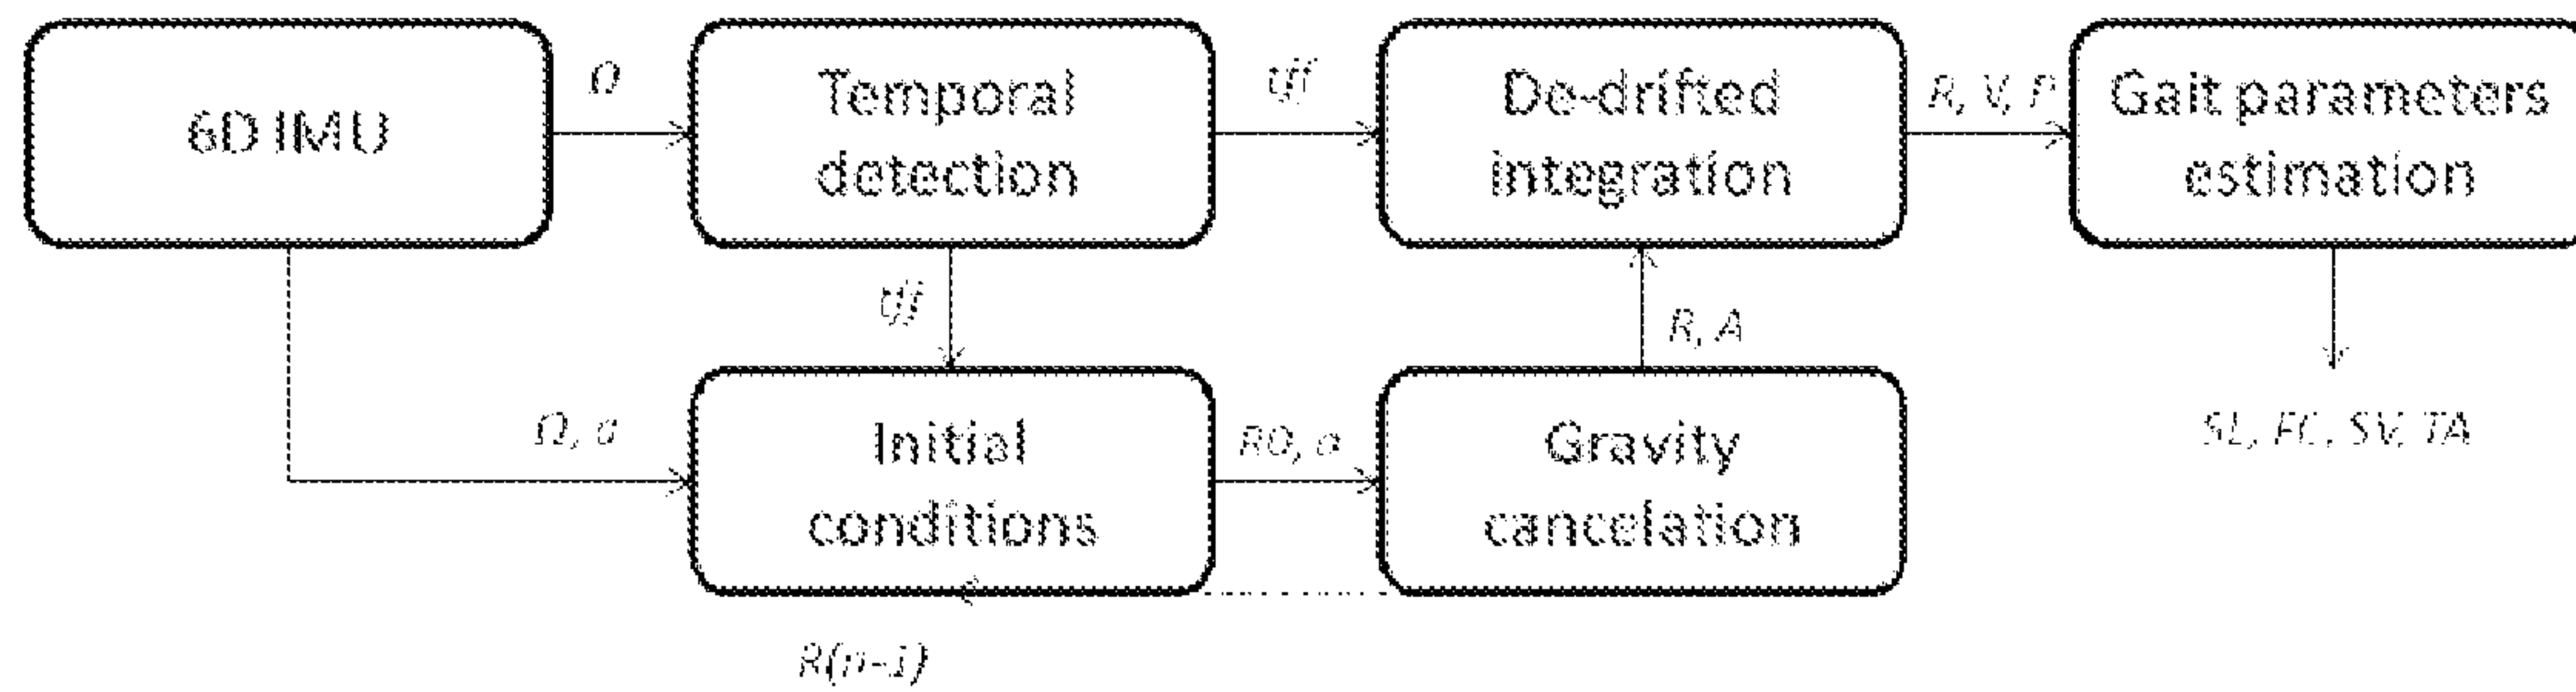 6D IMU
Ω
Temporal
detection
tff
De-drifted
integration
R, V, P
Gait parameters
estimation
tff
R, A
Ω, a
Initial
conditions
R0, a
Gravity
cancelation
SL, FC, SV, TA
R(n-1)